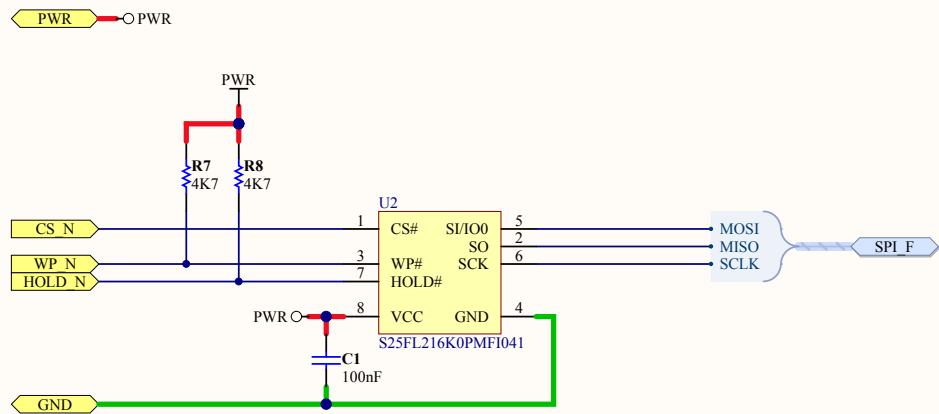 PWR PWR
PWR
R7 R8
4K7 4K7
U2
CS_N 1 CS# SI/IO0 5 MOSI
SO 2 MISO SPI_F
WP_N 3 WP# SCK 6 SCLK
HOLD_N 7 HOLD#
PWR 8 VCC GND 4
S25FL216K0PMFI041
C1
100nF
GND